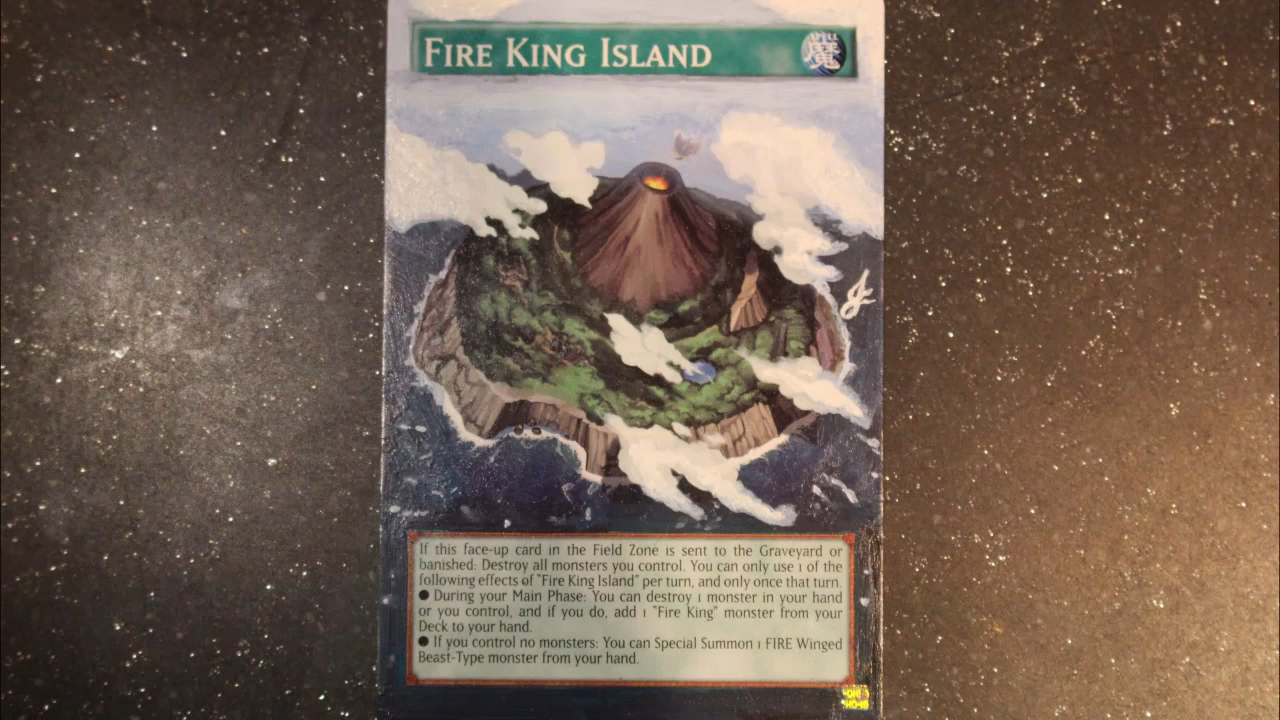 FIRE KING ISLAND
SPELL
魔
If this face-up card in the Field Zone is sent to the Graveyard or
banished: Destroy all monsters you control. You can only use 1 of the
following effects of "Fire King Island" per turn, and only once that turn.
● During your Main Phase: You can destroy 1 monster in your hand
or you control, and if you do, add 1 "Fire King" monster from your
Deck to your hand.
● If you control no monsters: You can Special Summon 1 FIRE Winged
Beast-Type monster from your hand.